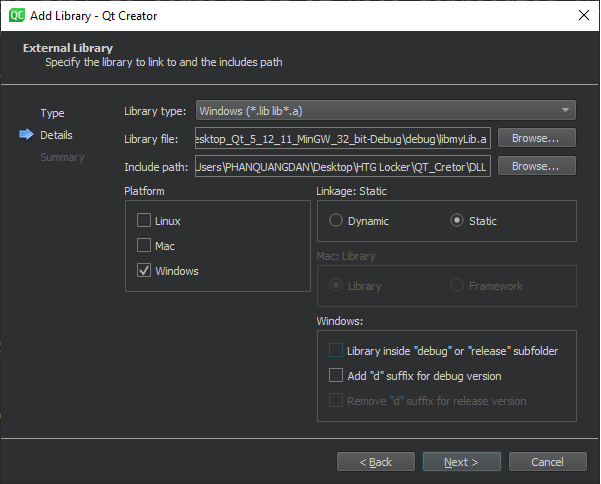 QC Add Library - Qt Creator
External Library
Specify the library to link to and the includes path
Type
Details
Summary
Library type: Windows (*.lib lib*.a)
Library file: esktop_Qt_5_12_11_MinGW_32_bit-Debug\debug\libmyLib.a Browse...
Include path: Users\PHANQUANGDAN\Desktop\HTG Locker\QT_Cretor\DLL Browse...
Platform
Linux
Mac
Windows
Linkage: Static
Dynamic Static
Mac: Library
Library Framework
Windows:
Library inside "debug" or "release" subfolder
Add "d" suffix for debug version
Remove "d" suffix for release version
< Back Next > Cancel